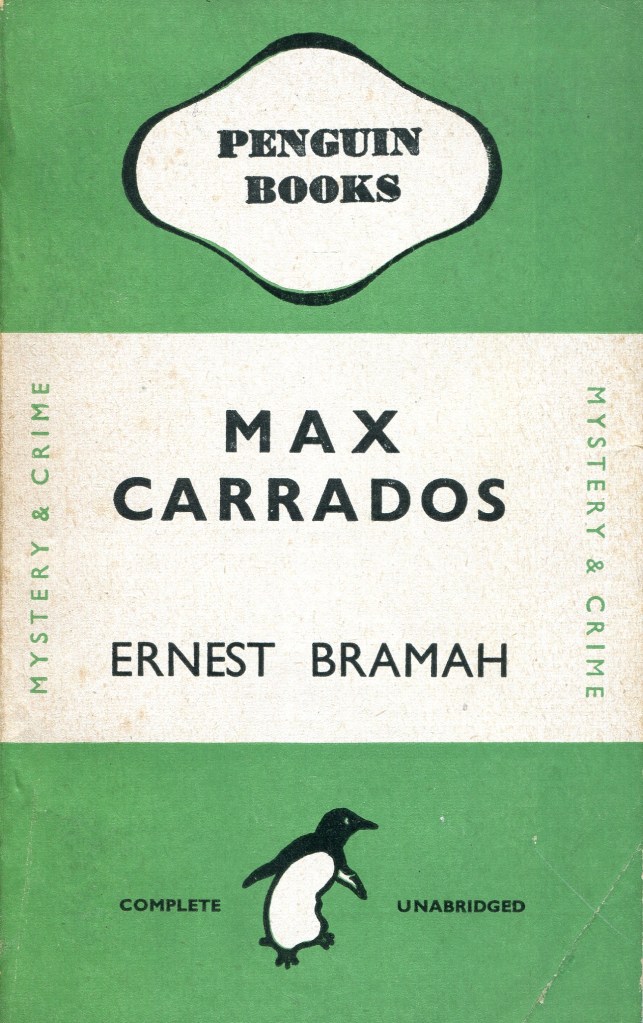 PENGUIN
BOOKS
MYSTERY & CRIME
MAX
CARRADOS
MYSTERY & CRIME
ERNEST BRAMAH
COMPLETE
UNABRIDGED